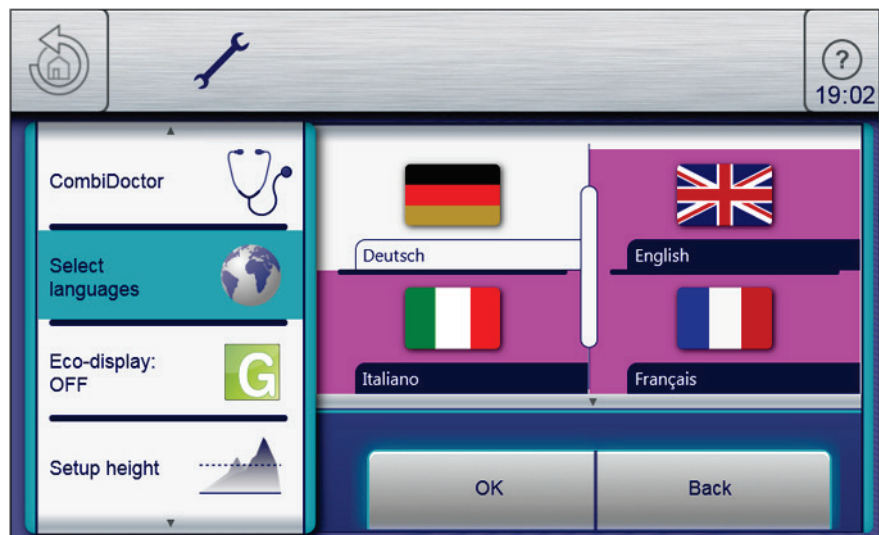 ?
19:02
CombiDoctor
Select
languages
Eco-display:
OFF
G
Setup height
Deutsch
English
Italiano
Français
OK
Back